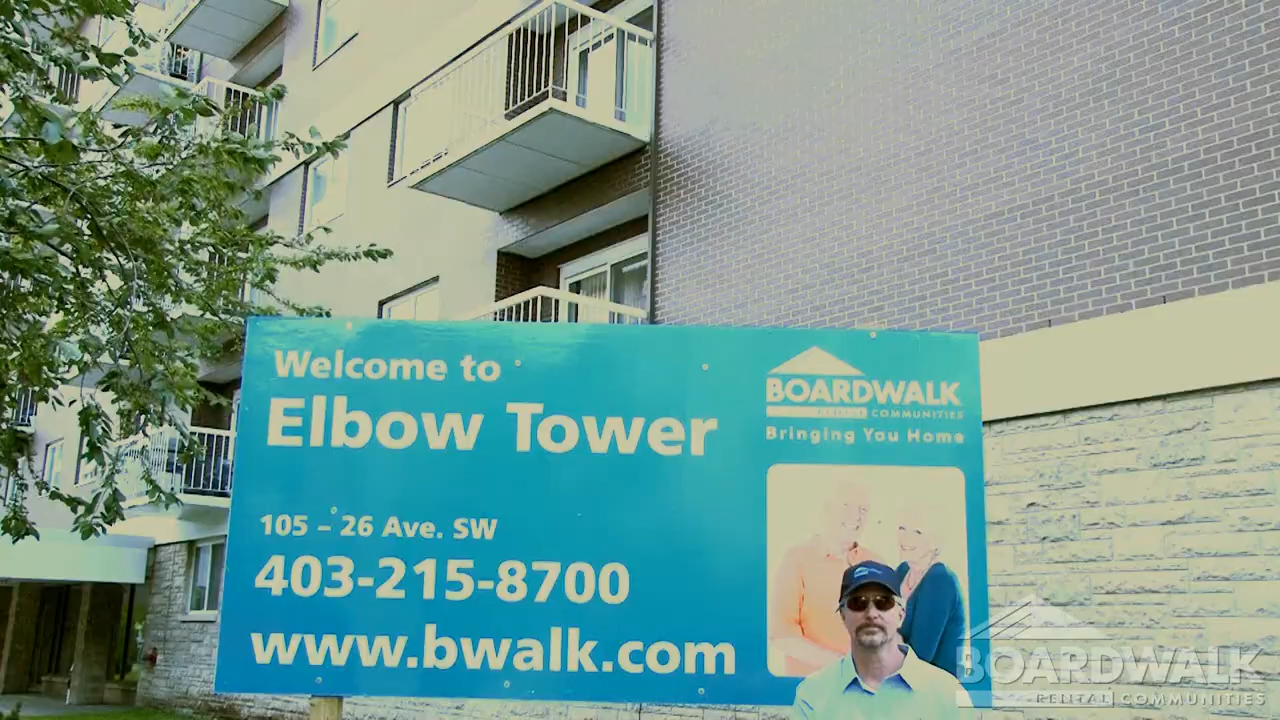 Welcome to
Elbow Tower
105 – 26 Ave. SW
403-215-8700
www.bwalk.com
BOARDWALK
RENTAL COMMUNITIES
Bringing You Home
BOARDWALK
RENTAL COMMUNITIES